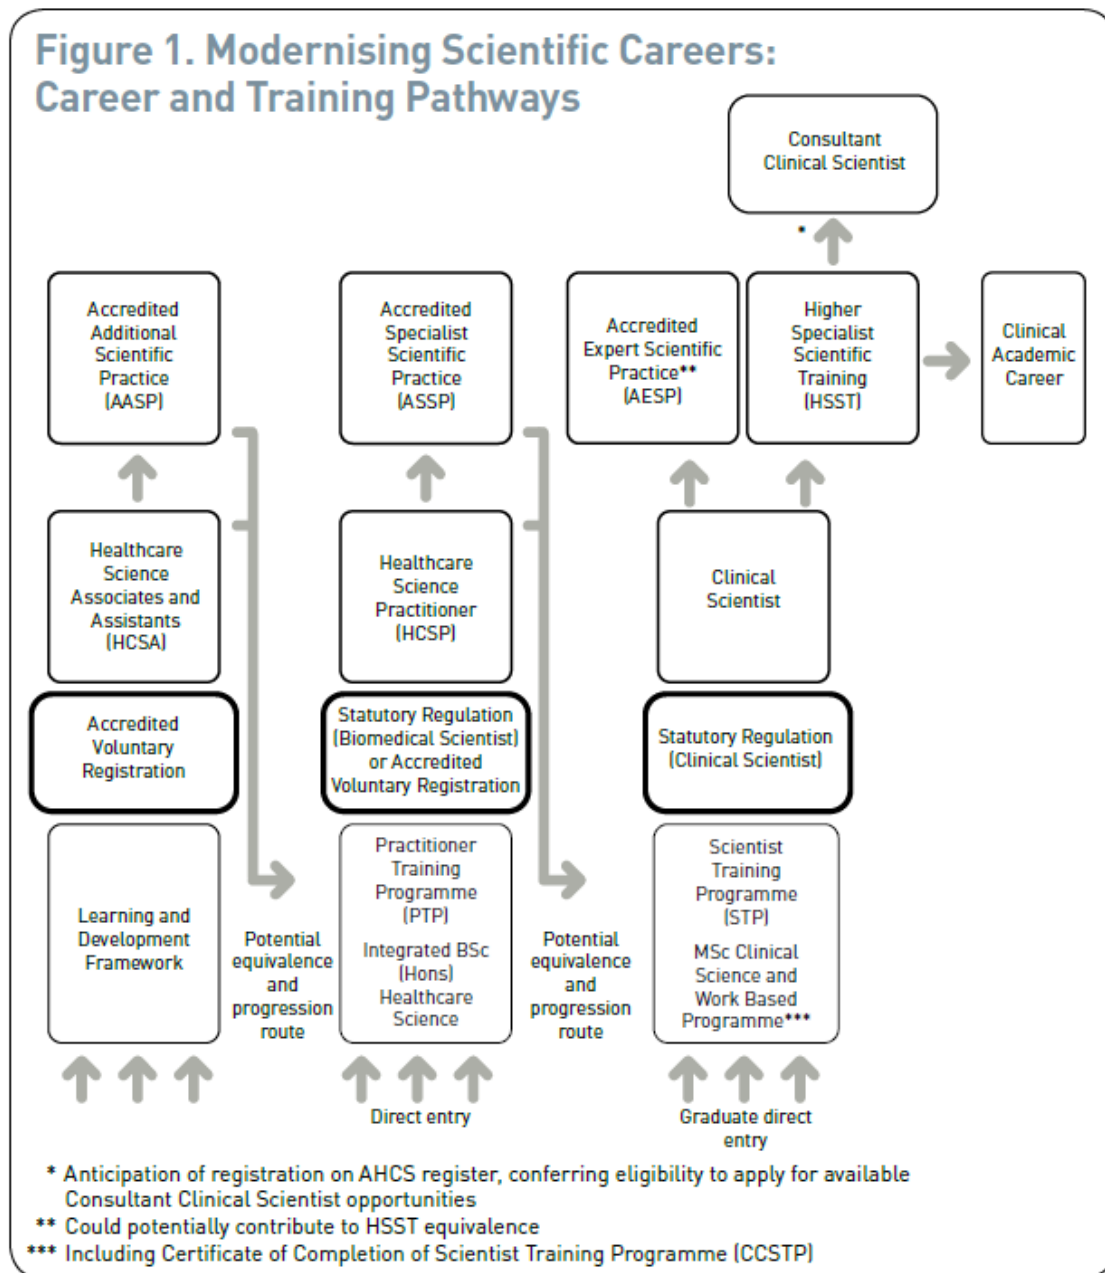 Figure 1. Modernising Scientific Careers:
Career and Training Pathways
Consultant
Clinical Scientist
*
Accredited
Additional
Scientific
Practice
(AASP)
Accredited
Specialist
Scientific
Practice
(ASSP)
Accredited
Expert Scientific
Practice**
(AESP)
Higher
Specialist
Scientific
Training
(HSST)
Clinical
Academic
Career
Healthcare
Science
Associates and
Assistants
(HCSA)
Healthcare
Science
Practitioner
(HCSP)
Clinical
Scientist
Accredited
Voluntary
Registration
Statutory Regulation
(Biomedical Scientist)
or Accredited
Voluntary Registration
Statutory Regulation
(Clinical Scientist)
Learning and
Development
Framework
Potential
equivalence
and
progression
route
Practitioner
Training
Programme
(PTP)
Integrated BSc
(Hons)
Healthcare
Science
Potential
equivalence
and
progression
route
Scientist
Training
Programme
(STP)
MSc Clinical
Science and
Work Based
Programme***
Direct entry
Graduate direct
entry
* Anticipation of registration on AHCS register, conferring eligibility to apply for available
Consultant Clinical Scientist opportunities
** Could potentially contribute to HSST equivalence
*** Including Certificate of Completion of Scientist Training Programme (CCSTP)